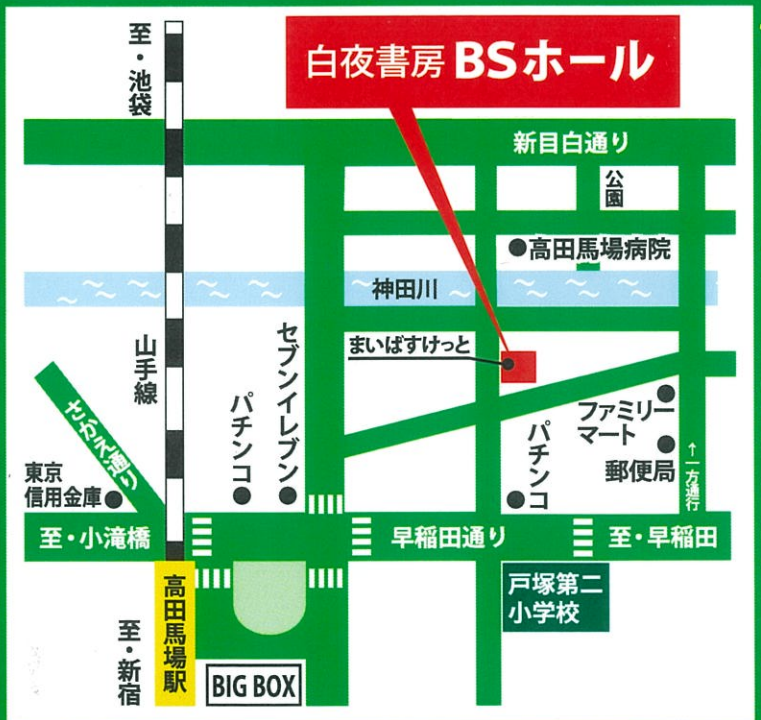 至・池袋
白夜書房 BSホール
新目白通り
公園
高田馬場病院
神田川
山手線
セブンイレブン
パチンコ
まいばすけっと
さかえ通り
東京
信用金庫
ファミリー
マート
郵便局
パチンコ
↑一方通行
至・小滝橋
早稲田通り
至・早稲田
高田馬場駅
戸塚第二
小学校
至・新宿
BIG BOX